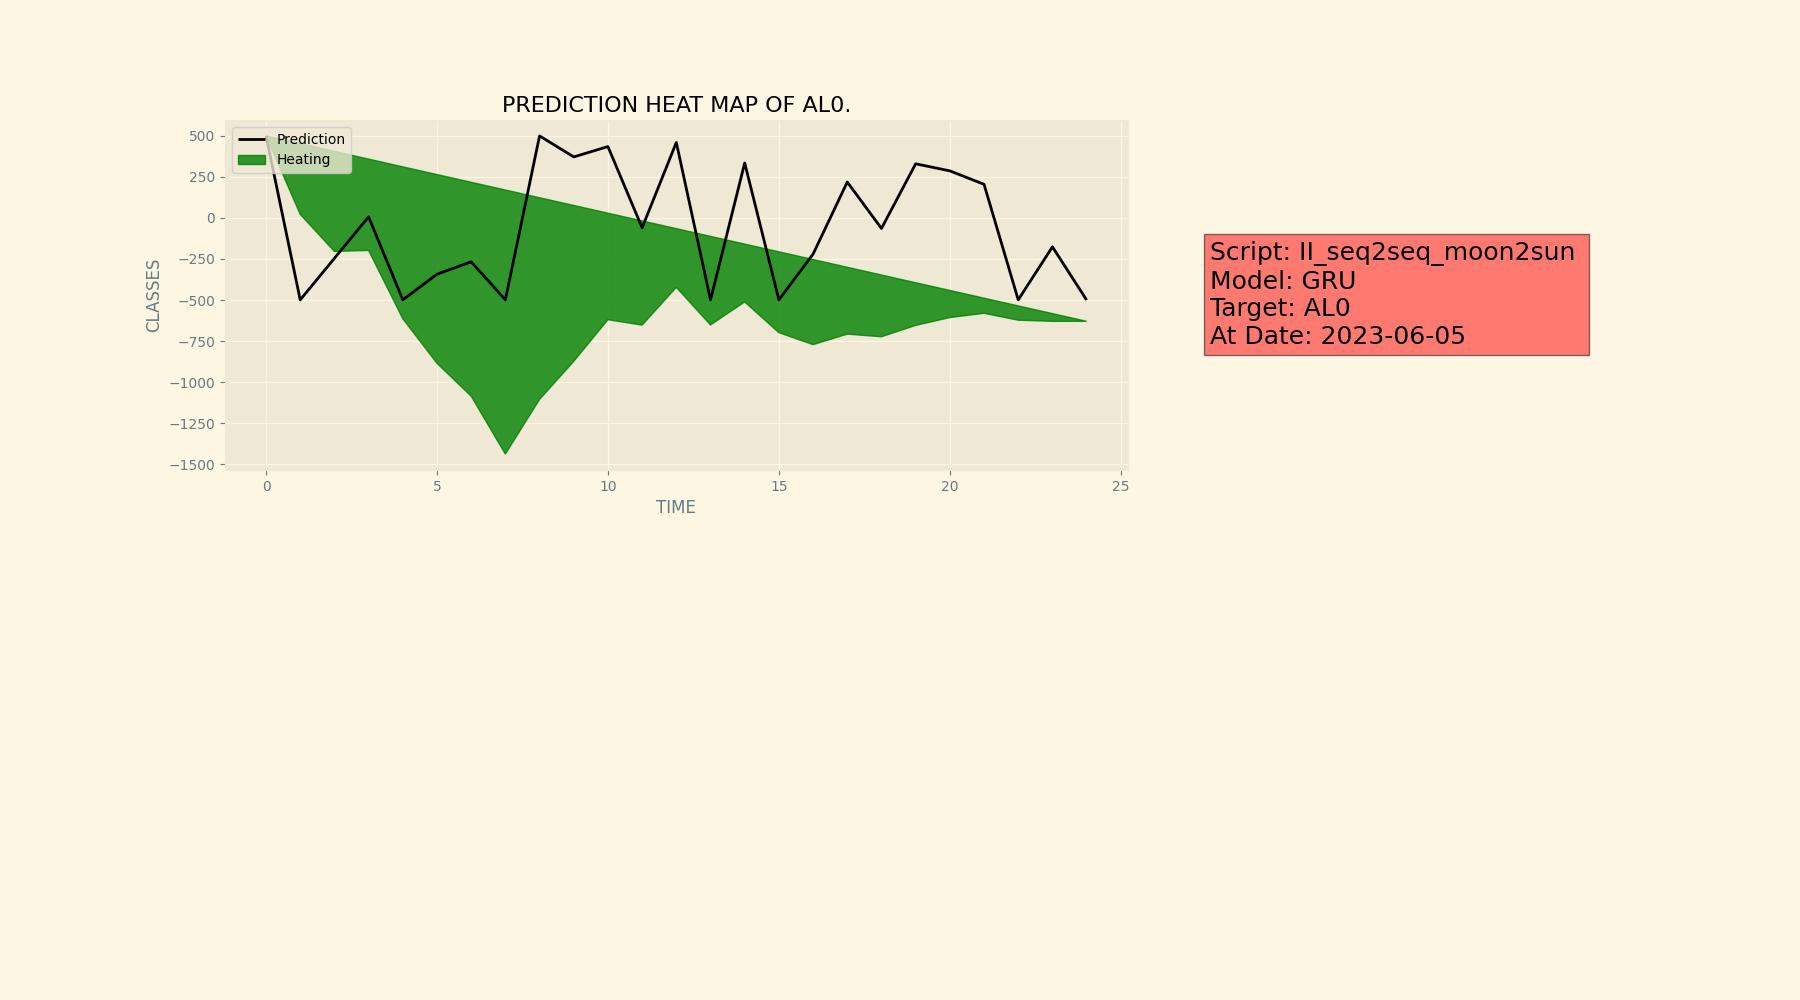 PREDICTION HEAT MAP OF AL0.
Prediction
Heating
500
250
0
−250
−500
−750
−1000
−1250
−1500
CLASSES
0 5 10 15 20 25
TIME
Script: II_seq2seq_moon2sun
Model: GRU
Target: AL0
At Date: 2023-06-05